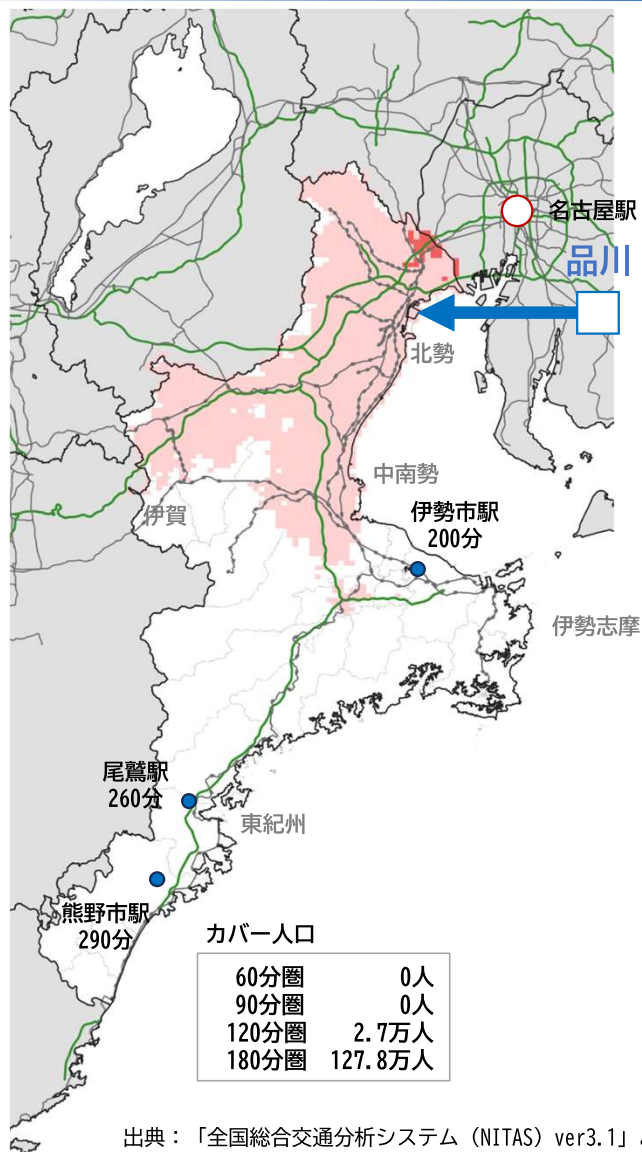 名古屋駅
品川
北勢
中南勢
伊賀
伊勢市駅
200分
伊勢志摩
尾鷲駅
260分
東紀州
熊野市駅
290分
カバー人口
60分圏 0人
90分圏 0人
120分圏 2.7万人
180分圏 127.8万人
出典：「全国総合交通分析システム（NITAS）ver3.1」